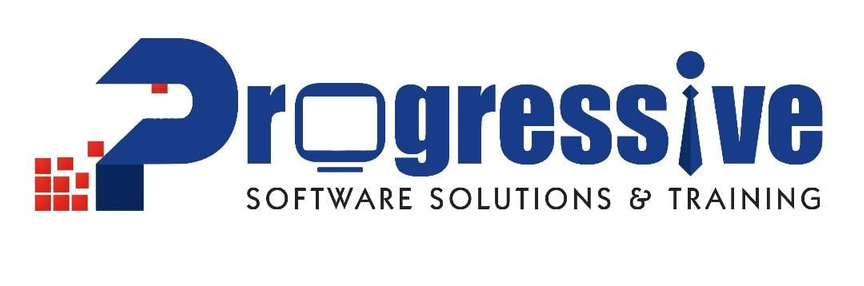 Progressive
SOFTWARE SOLUTIONS & TRAINING